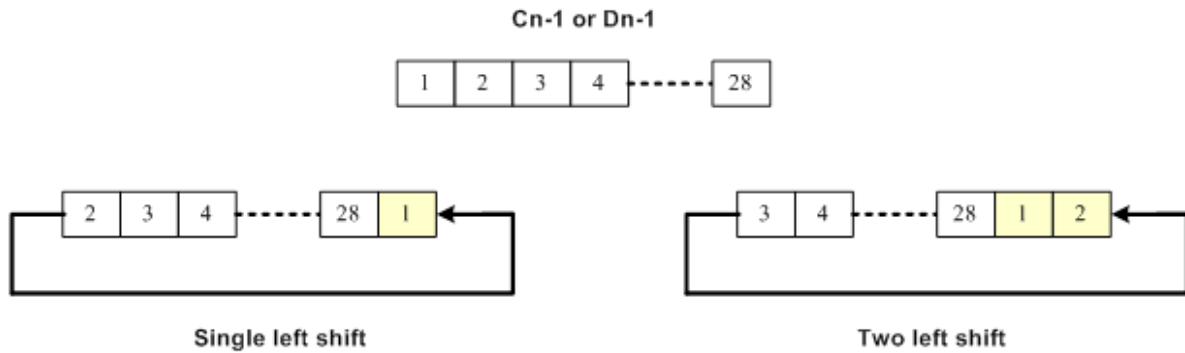 Cn-1 or Dn-1
1 2 3 4 28
2 3 4 28 1
3 4 28 1 2
Single left shift
Two left shift